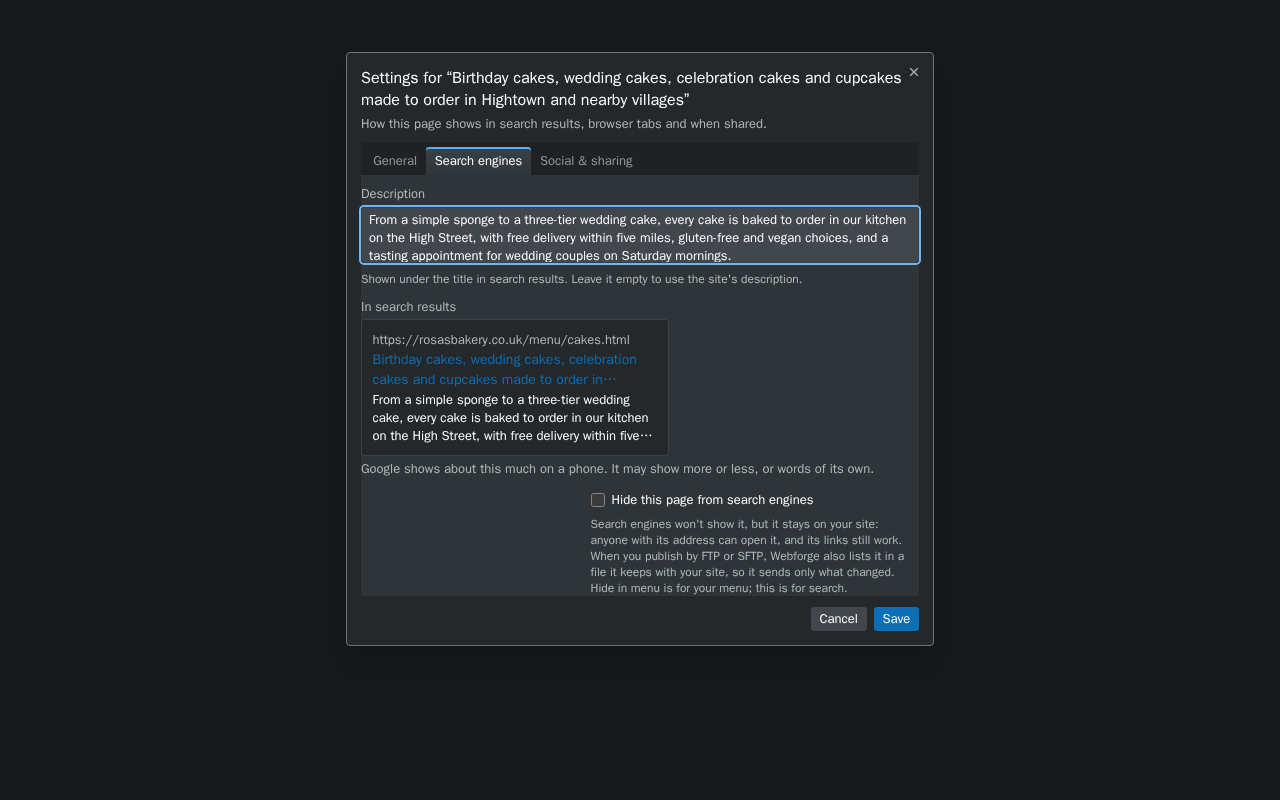 Settings for “Birthday cakes, wedding cakes, celebration cakes and cupcakes
made to order in Hightown and nearby villages”
How this page shows in search results, browser tabs and when shared.
General
Search engines
Social & sharing
Description
From a simple sponge to a three-tier wedding cake, every cake is baked to order in our kitchen
on the High Street, with free delivery within five miles, gluten-free and vegan choices, and a
tasting appointment for wedding couples on Saturday mornings.
Shown under the title in search results. Leave it empty to use the site's description.
In search results
https://rosasbakery.co.uk/menu/cakes.html
Birthday cakes, wedding cakes, celebration
cakes and cupcakes made to order in…
From a simple sponge to a three-tier wedding
cake, every cake is baked to order in our kitchen
on the High Street, with free delivery within five…
Google shows about this much on a phone. It may show more or less, or words of its own.
Hide this page from search engines
Search engines won't show it, but it stays on your site:
anyone with its address can open it, and its links still work.
When you publish by FTP or SFTP, Webforge also lists it in a
file it keeps with your site, so it sends only what changed.
Hide in menu is for your menu; this is for search.
Cancel
Save